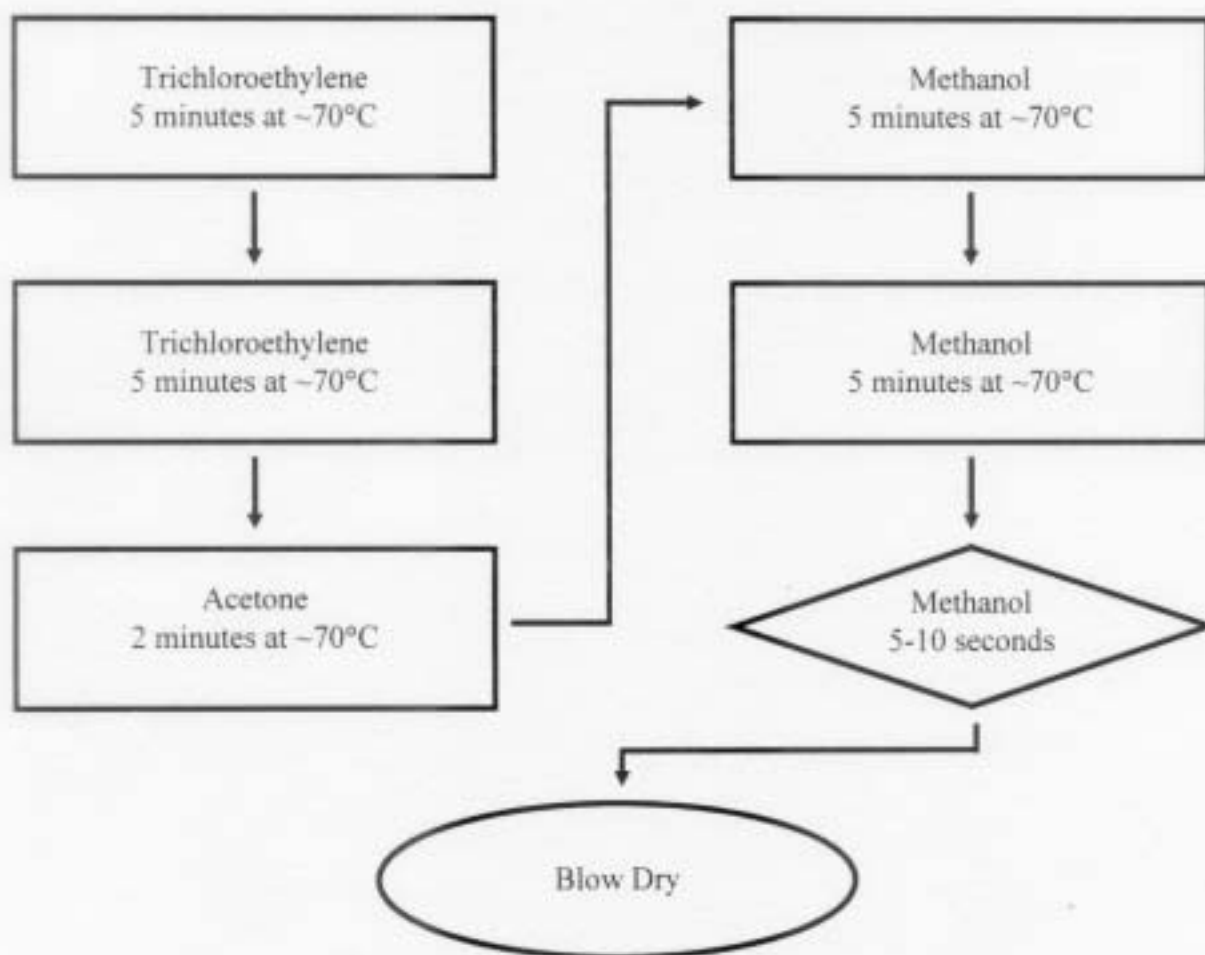 Trichloroethylene
5 minutes at ~70°C
Trichloroethylene
5 minutes at ~70°C
Acetone
2 minutes at ~70°C
Methanol
5 minutes at ~70°C
Methanol
5 minutes at ~70°C
Methanol
5-10 seconds
Blow Dry